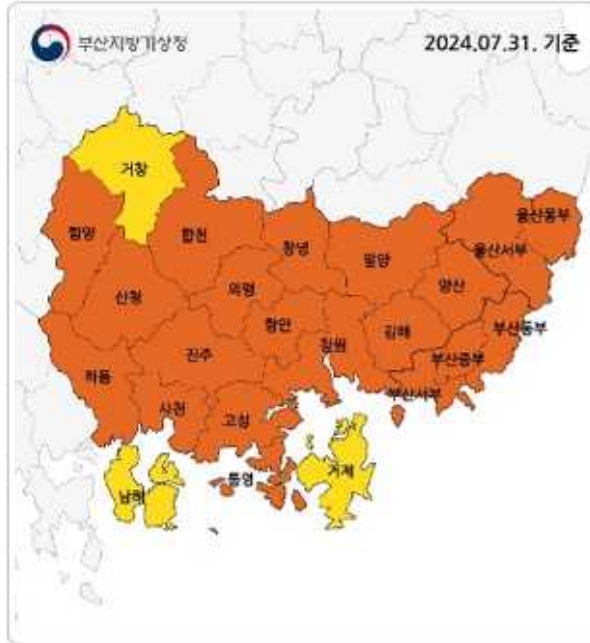 부산지방기상청
2024.07.31. 기준
거창
함양
합천
창녕
밀양
울산동부
울산서부
산청
의령
양산
함안
창원
김해
부산동부
진주
하동
부산중부
사천
고성
부산서부
남해
통영
거제